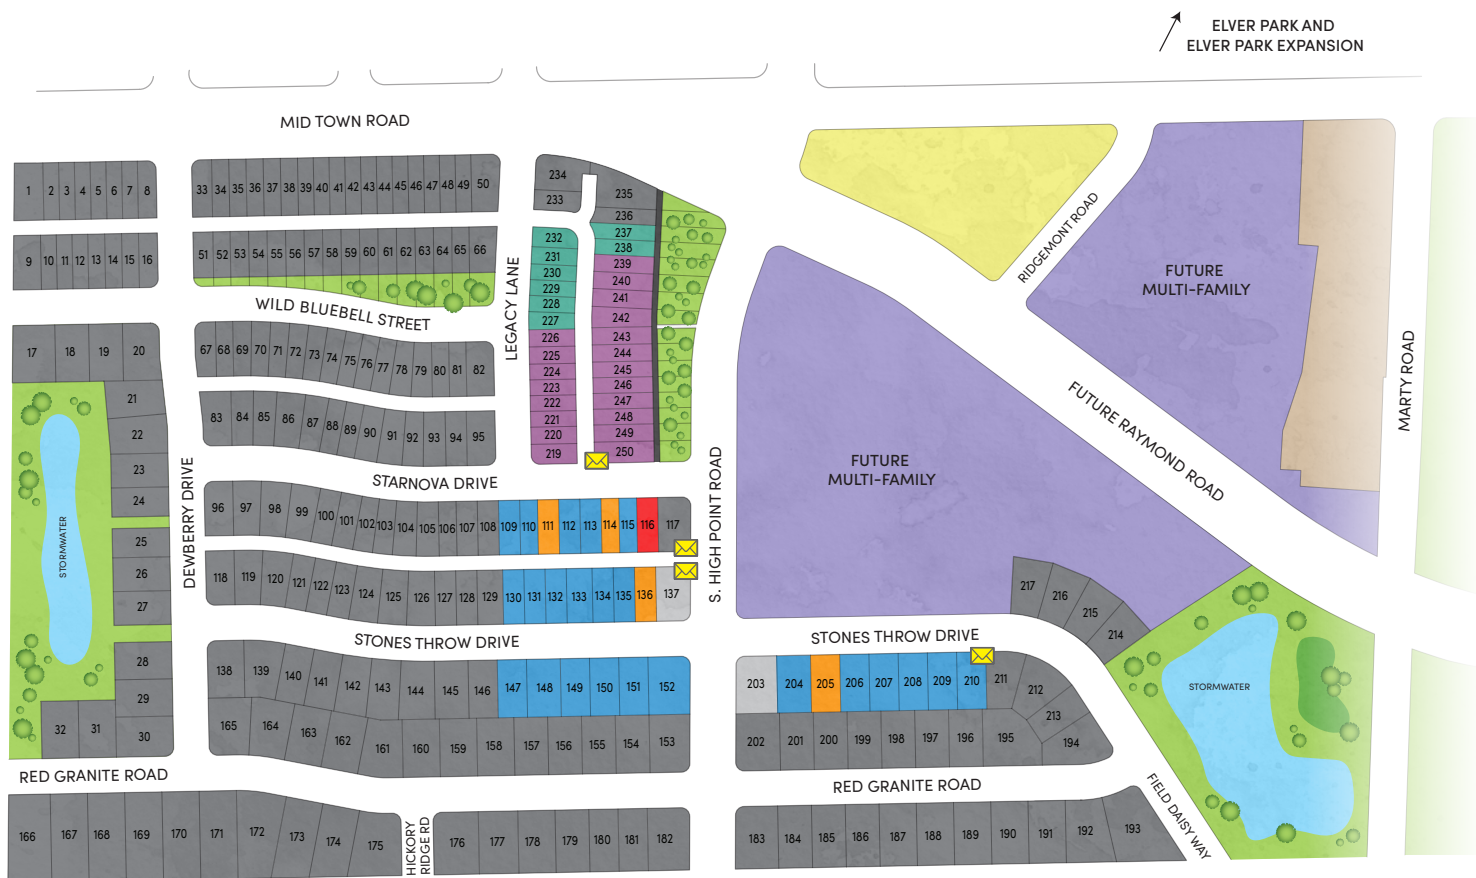 ELVER PARK AND
ELVER PARK EXPANSION
MID TOWN ROAD
1 2 3 4 5 6 7 8
33 34 35 36 37 38 39 40 41 42 43 44 45 46 47 48 49 50
234
233
235
236
9 10 11 12 13 14 15 16
51 52 53 54 55 56 57 58 59 60 61 62 63 64 65 66
232
231
230
229
228
227
226
225
224
223
222
221
220
219
237
238
239
240
241
242
243
244
245
246
247
248
249
250
RIDGEMONT ROAD
FUTURE
MULTI-FAMILY
WILD BLUEBELL STREET
LEGACY LANE
17 18 19 20
67 68 69 70 71 72 73 74 75 76 77 78 79 80 81 82
21
22
23
24
25
26
27
28
29
30
31
32
83 84 85 86 87 88 89 90 91 92 93 94 95
FUTURE RAYMOND ROAD
MARTY ROAD
FUTURE
MULTI-FAMILY
STORMWATER
DEWBERRY DRIVE
STARNOVA DRIVE
S. HIGH POINT ROAD
96 97 98 99 100 101 102 103 104 105 106 107 108 109 110 111 112 113 114 115 116 117
118 119 120 121 122 123 124 125 126 127 128 129 130 131 132 133 134 135 136 137
217
216
215
214
STONES THROW DRIVE
STONES THROW DRIVE
138 139 140 141 142 143 144 145 146 147 148 149 150 151 152
203 204 205 206 207 208 209 210 211
212
213
STORMWATER
165 164 163 162 161 160 159 158 157 156 155 154 153
202 201 200 199 198 197 196 195 194
RED GRANITE ROAD
RED GRANITE ROAD
FIELD DAISY WAY
166 167 168 169 170 171 172 173 174 175
HICKORY
RIDGE RD
176 177 178 179 180 181 182
183 184 185 186 187 188 189 190 191 192 193